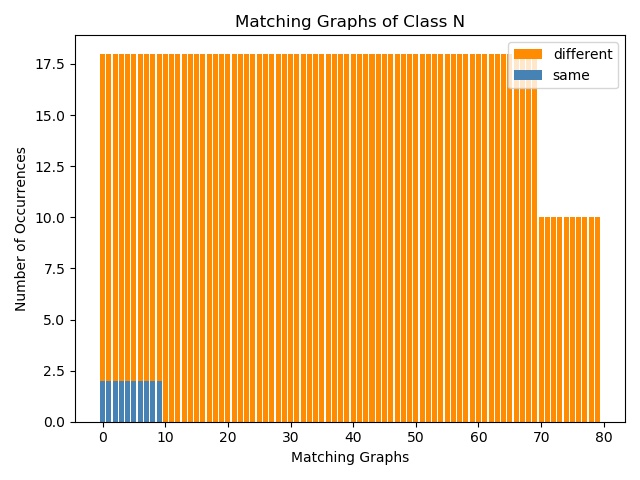 Matching Graphs of Class N
different
same
Number of Occurrences
17.5
15.0
12.5
10.0
7.5
5.0
2.5
0.0
0 10 20 30 40 50 60 70 80
Matching Graphs